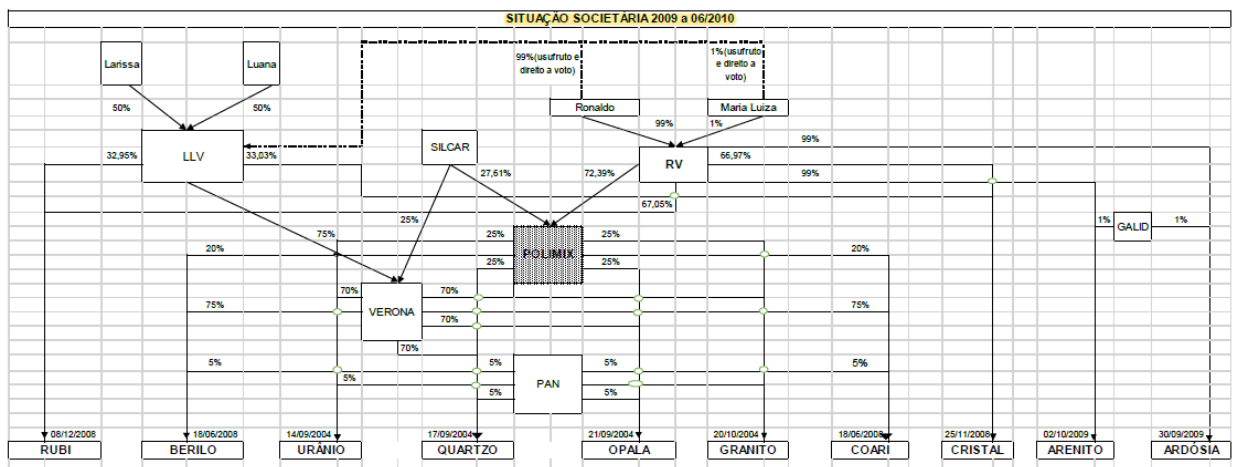 SITUAÇÃO SOCIETÁRIA 2009 a 06/2010
Larissa
Luana
99%(usufruto e
direito a voto)
1%(usufruto
e direito a
voto)
50%
50%
Ronaldo
Maria Luiza
99%
1%
99%
32,95%
LLV
33,03%
SILCAR
27,61%
72,39%
RV
66,97%
99%
67,05%
25%
75%
25%
POLIMIX
25%
1%
GALID
1%
20%
20%
25%
25%
70%
VERONA
70%
75%
75%
70%
70%
5%
5%
PAN
5%
5%
5%
5%
5%
08/12/2008
18/06/2008
14/09/2004
17/09/2004
21/09/2004
20/10/2004
18/06/2008
25/11/2008
02/10/2009
30/09/2009
RUBI
BERILO
URÂNIO
QUARTZO
OPALA
GRANITO
COARI
CRISTAL
ARENITO
ARDÓSIA